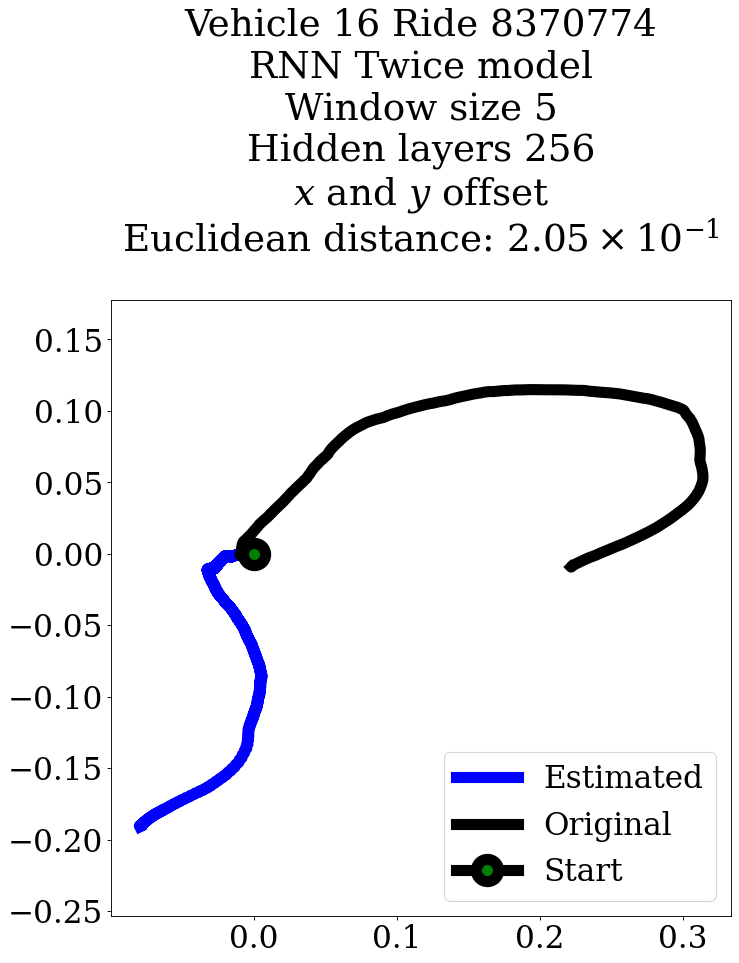 Vehicle 16 Ride 8370774
RNN Twice model
Window size 5
Hidden layers 256
x and y offset
Euclidean distance: 2.05 × 10⁻¹
0.15
0.10
0.05
0.00
−0.05
−0.10
−0.15
−0.20
−0.25
Estimated
Original
Start
0.0 0.1 0.2 0.3